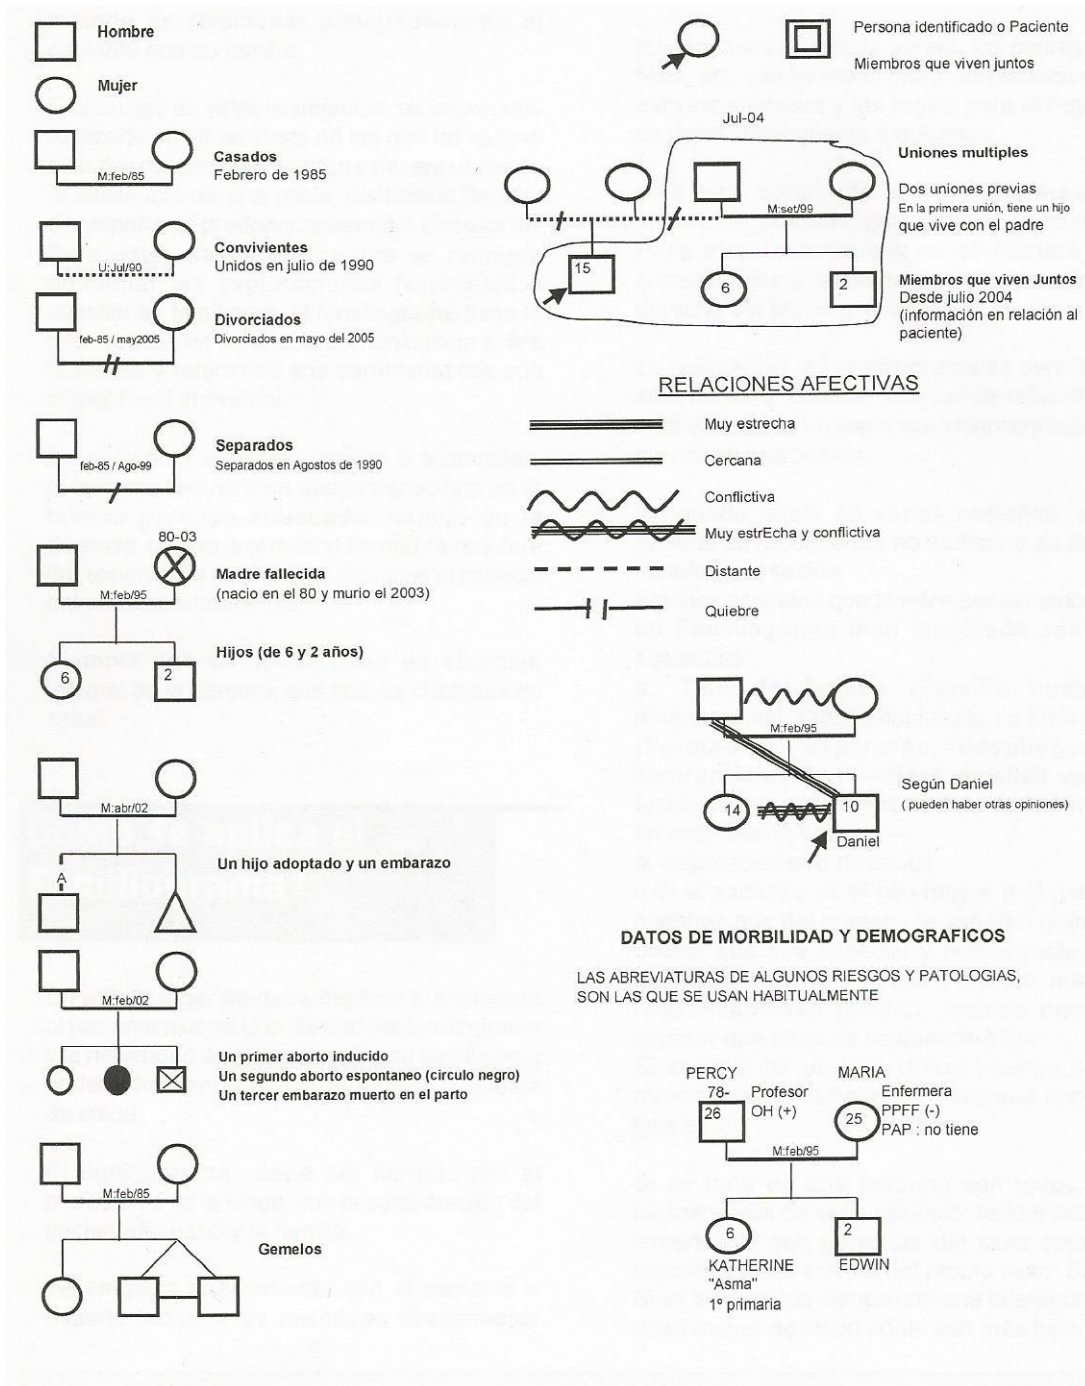 Hombre
Mujer
M:feb/85
Casados
Febrero de 1985
U:Jul/90
Convivientes
Unidos en julio de 1990
feb-85 / may2005
Divorciados
Divorciados en mayo del 2005
feb-85 / Ago-99
Separados
Separados en Agostos de 1990
80-03
M:feb/95
Madre fallecida
(nacio en el 80 y murio el 2003)
6
2
Hijos (de 6 y 2 años)
M:abr/02
A
Un hijo adoptado y un embarazo
M:feb/02
Un primer aborto inducido
Un segundo aborto espontaneo (circulo negro)
Un tercer embarazo muerto en el parto
M:feb/85
Gemelos
Persona identificado o Paciente
Miembros que viven juntos
Jul-04
M:set/99
15
6
2
Uniones multiples
Dos uniones previas
En la primera unión, tiene un hijo
que vive con el padre
Miembros que viven Juntos
Desde julio 2004
(información en relación al
paciente)
RELACIONES AFECTIVAS
Muy estrecha
Cercana
Conflictiva
Muy estrEcha y conflictiva
Distante
Quiebre
M:feb/95
14
10
Daniel
Según Daniel
( pueden haber otras opiniones)
DATOS DE MORBILIDAD Y DEMOGRAFICOS
LAS ABREVIATURAS DE ALGUNOS RIESGOS Y PATOLOGIAS,
SON LAS QUE SE USAN HABITUALMENTE
PERCY
78-
26
Profesor
OH (+)
MARIA
25
Enfermera
PPFF (-)
PAP : no tiene
M:feb/95
6
2
KATHERINE
"Asma"
1º primaria
EDWIN